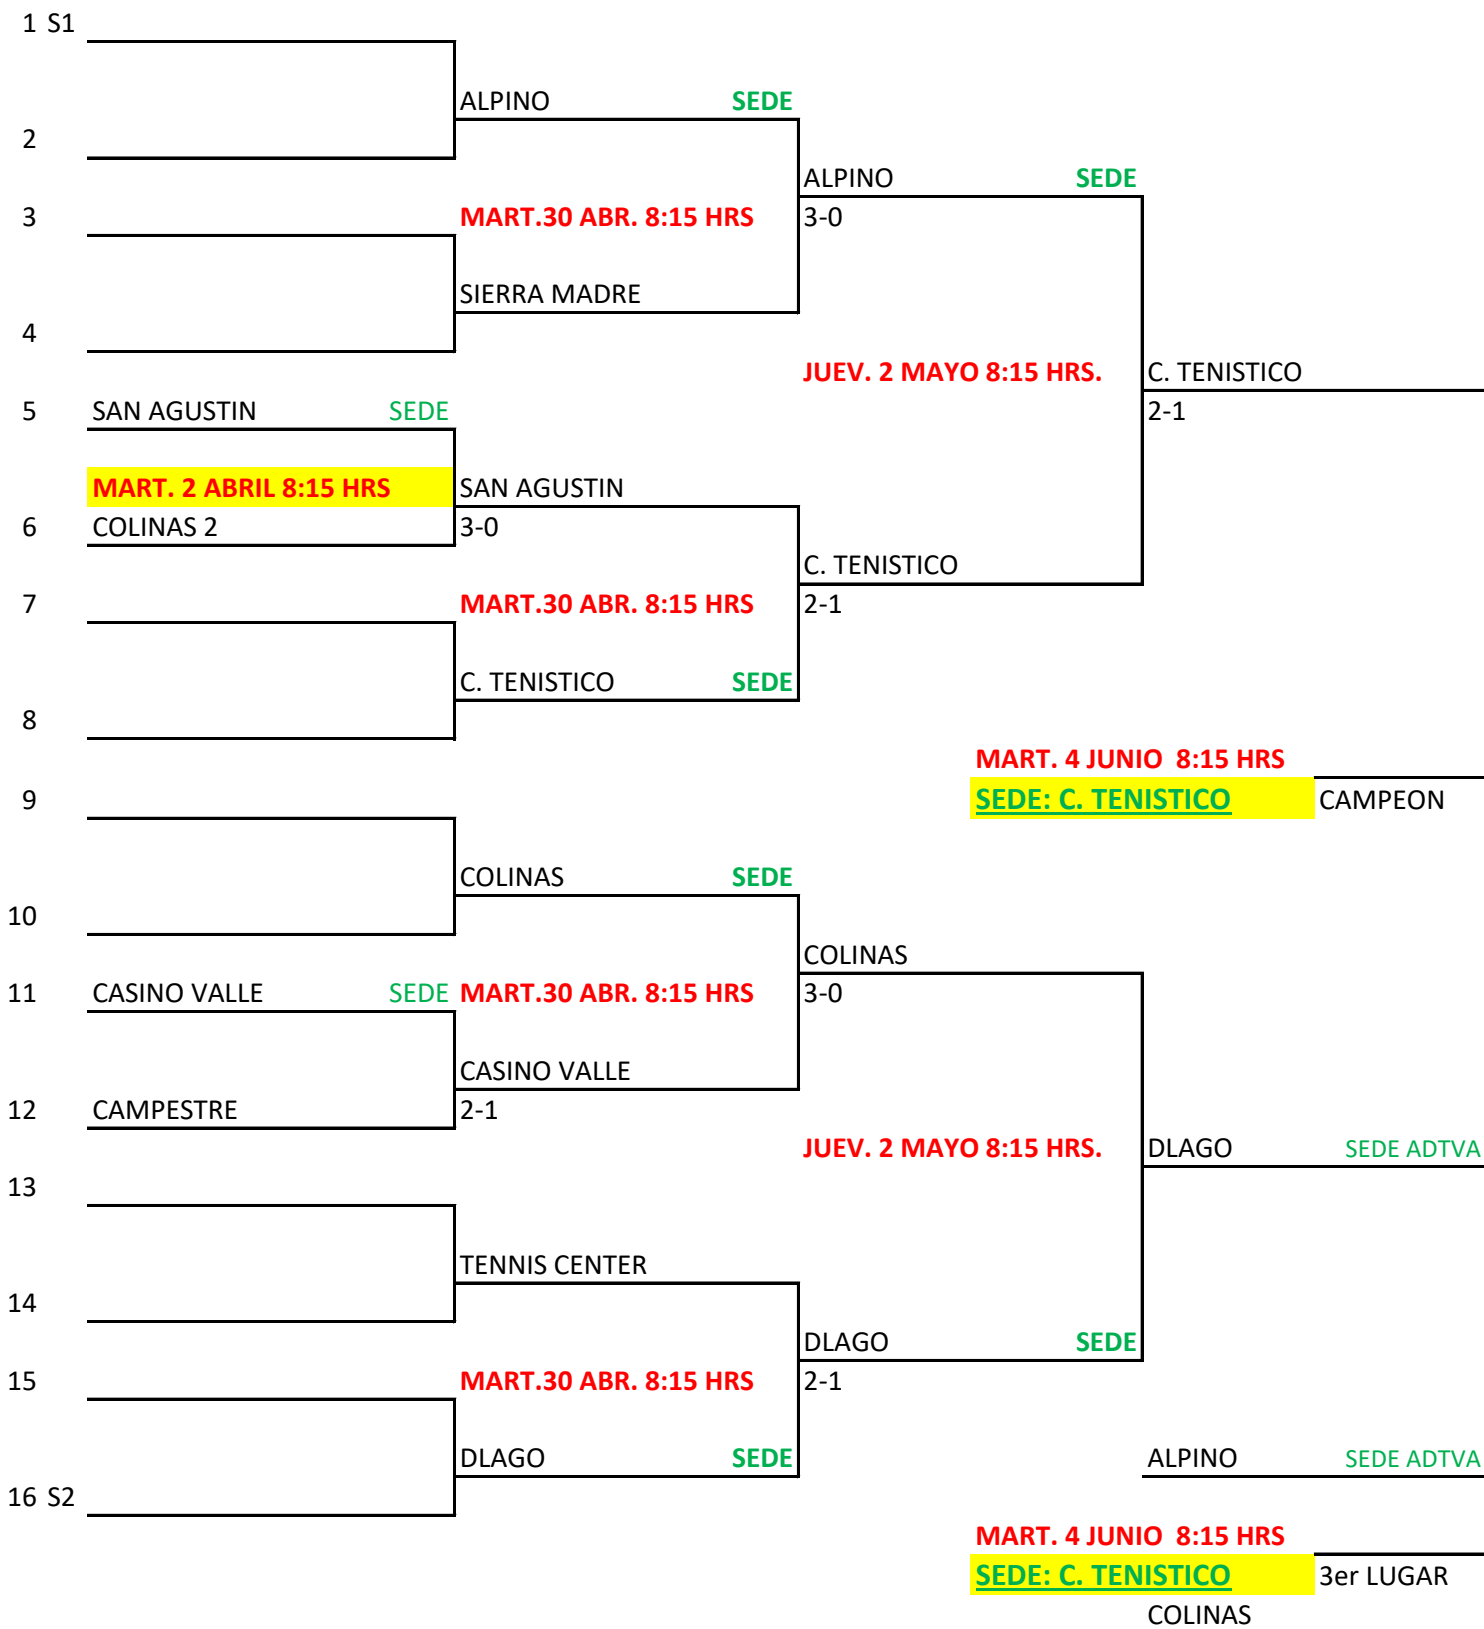 1 S1
ALPINO SEDE
2
ALPINO SEDE
3 MART.30 ABR. 8:15 HRS 3-0
SIERRA MADRE
4
JUEV. 2 MAYO 8:15 HRS. C. TENISTICO
5 SAN AGUSTIN SEDE 2-1
MART. 2 ABRIL 8:15 HRS SAN AGUSTIN
6 COLINAS 2 3-0
C. TENISTICO
7 MART.30 ABR. 8:15 HRS 2-1
C. TENISTICO SEDE
8
MART. 4 JUNIO 8:15 HRS
9 SEDE: C. TENISTICO CAMPEON
COLINAS SEDE
10
COLINAS
11 CASINO VALLE SEDE MART.30 ABR. 8:15 HRS 3-0
CASINO VALLE
12 CAMPESTRE 2-1
JUEV. 2 MAYO 8:15 HRS. DLAGO SEDE ADTVA
13
TENNIS CENTER
14
DLAGO SEDE
15 MART.30 ABR. 8:15 HRS 2-1
DLAGO SEDE ALPINO SEDE ADTVA
16 S2
MART. 4 JUNIO 8:15 HRS
SEDE: C. TENISTICO 3er LUGAR
COLINAS